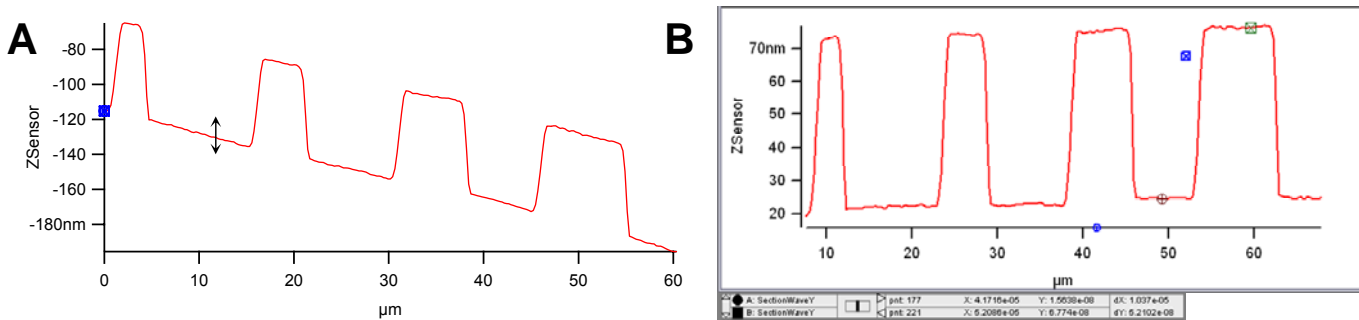 A
-80
-100
-120
-140
-160
-180nm
ZSensor
0 10 20 30 40 50 60
µm
B
70nm
60
50
40
30
20
ZSensor
10 20 30 40 50 60
µm
A: SectionWaveY pnt: 177 X: 4.1716e-05 Y: 1.5638e-08 dX: 1.037e-05
B: SectionWaveY pnt: 221 X: 5.2086e-05 Y: 6.774e-08 dY: 5.2102e-08